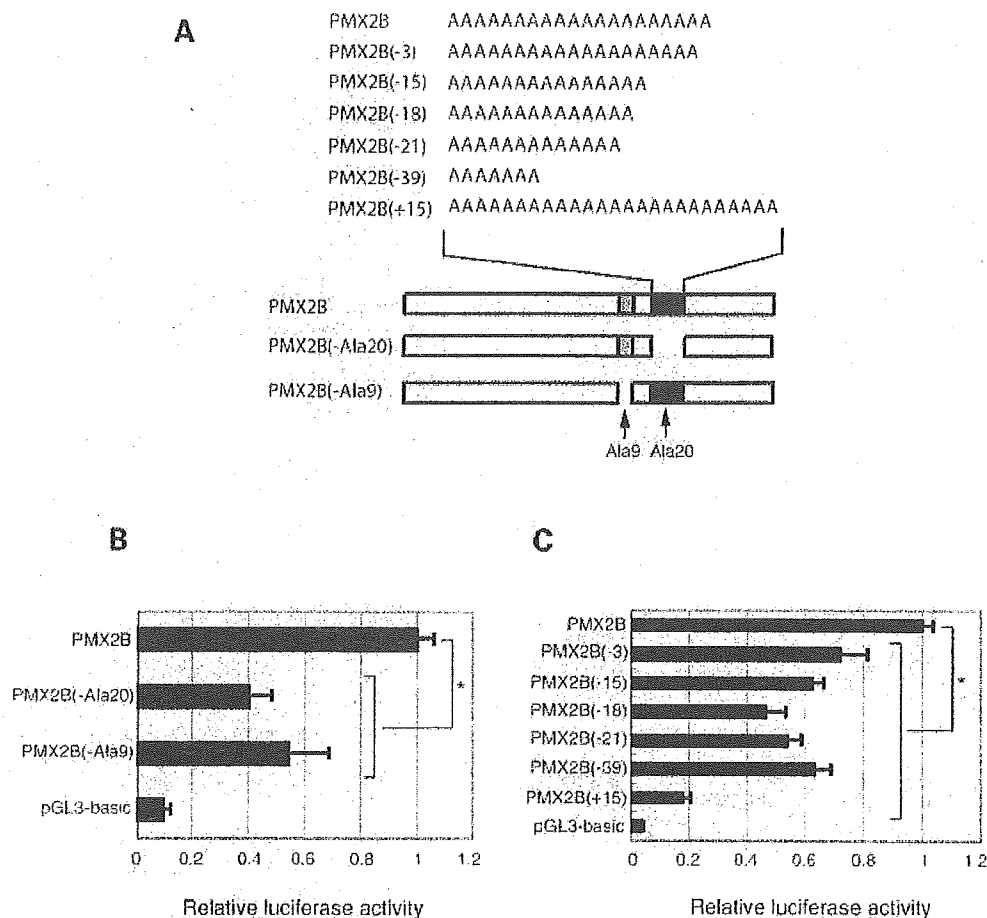 A
PMX2B AAAAAAAAAAAAAAAAAAAA
PMX2B(-3) AAAAAAAAAAAAAAAAAAA
PMX2B(-15) AAAAAAAAAAAAAAA
PMX2B(-18) AAAAAAAAAAAAAA
PMX2B(-21) AAAAAAAAAAAAA
PMX2B(-39) AAAAAAA
PMX2B(+15) AAAAAAAAAAAAAAAAAAAAAAAAA
PMX2B
PMX2B(-Ala20)
PMX2B(-Ala9)
Ala9 Ala20
B
PMX2B
PMX2B(-Ala20)
PMX2B(-Ala9)
pGL3-basic
*
0 0.2 0.4 0.6 0.8 1 1.2
Relative luciferase activity
C
PMX2B
PMX2B(-3)
PMX2B(-15)
PMX2B(-18)
PMX2B(-21)
PMX2B(-39)
PMX2B(+15)
pGL3-basic
*
0 0.2 0.4 0.6 0.8 1 1.2
Relative luciferase activity